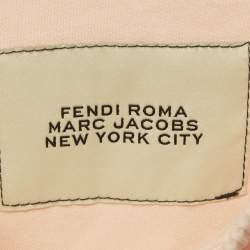 FENDI ROMA
MARC JACOBS
NEW YORK CITY